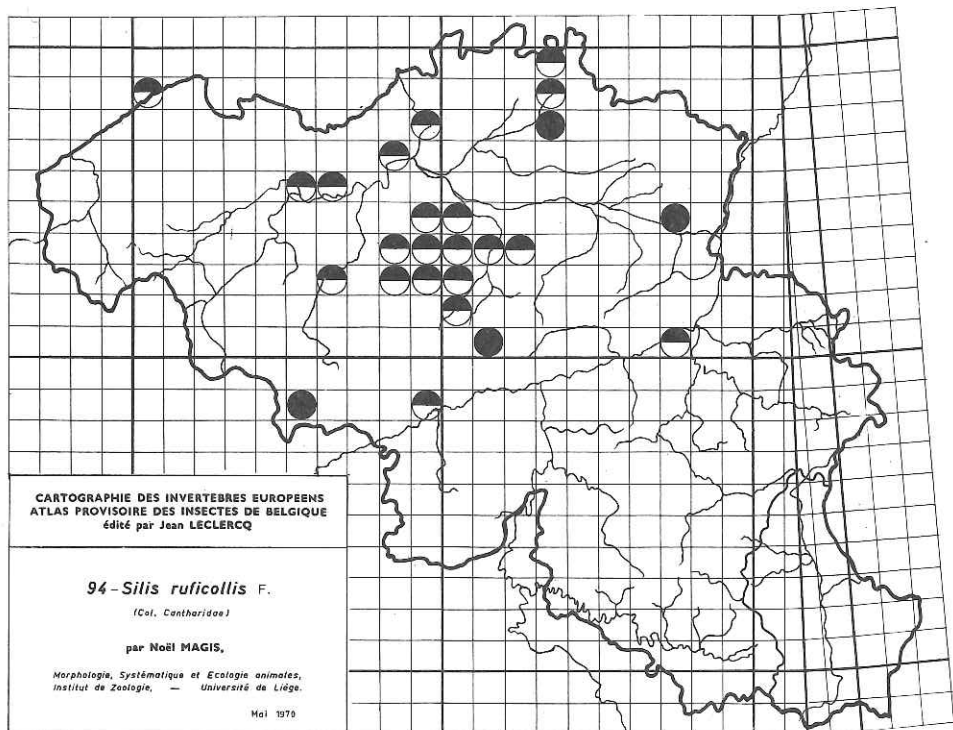 CARTOGRAPHIE DES INVERTEBRES EUROPEENS
ATLAS PROVISOIRE DES INSECTES DE BELGIQUE
édité par Jean LECLERCQ
94-Silis ruficollis F.
(Col. Cantharidae)
par Noël MAGIS,
Morphologie, Systématique et Ecologie animales,
Institut de Zoologie, — Université de Liége.
Mai 1970